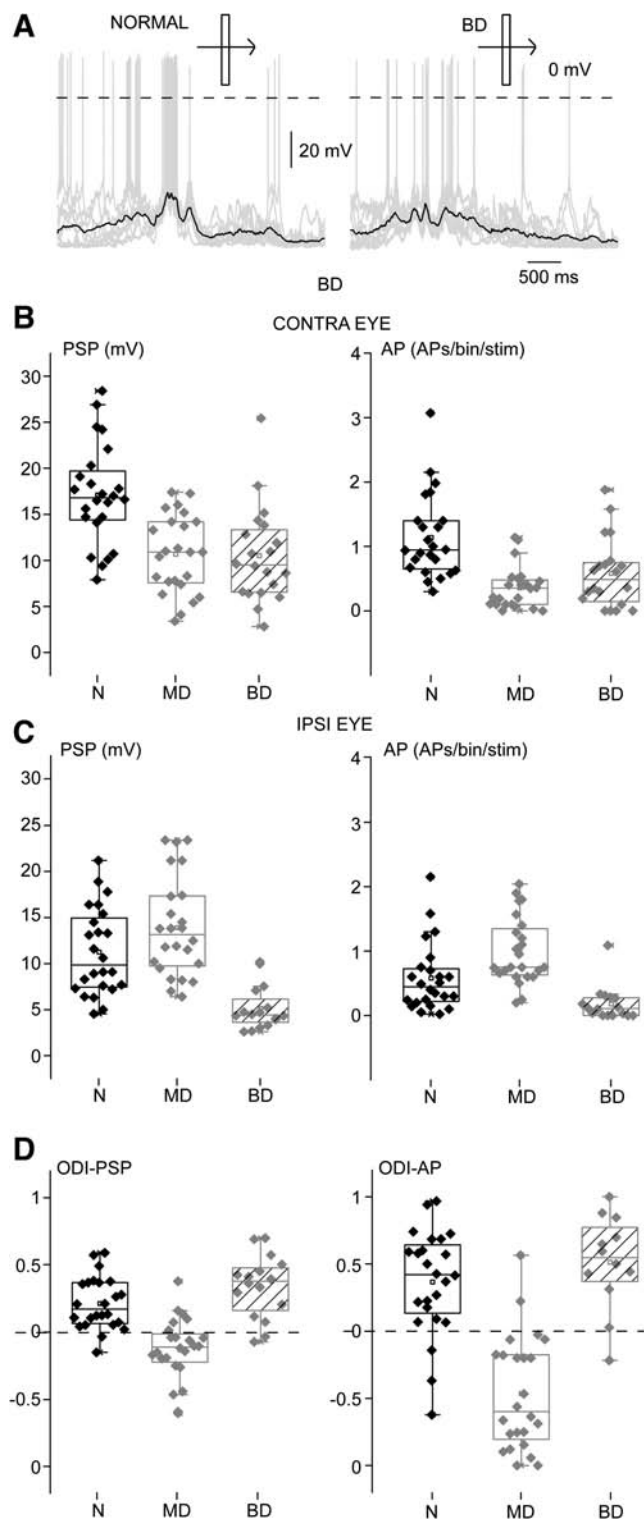 A
NORMAL
BD
0 mV
20 mV
500 ms
BD
B
CONTRA EYE
PSP (mV)
AP (APs/bin/stim)
30
25
20
15
10
5
0
N
MD
BD
4
3
2
1
0
N
MD
BD
C
IPSI EYE
PSP (mV)
AP (APs/bin/stim)
30
25
20
15
10
5
0
N
MD
BD
4
3
2
1
0
N
MD
BD
D
ODI-PSP
ODI-AP
1
0.5
-0
-0.5
0
N
MD
BD
1
0.5
-0
-0.5
0
N
MD
BD